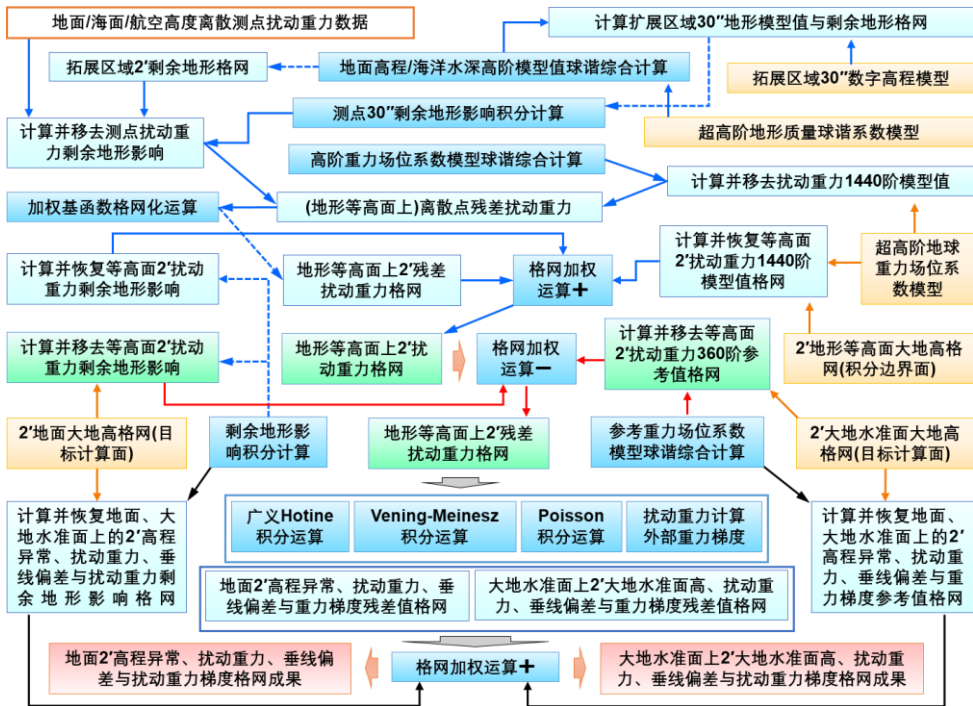 地面/海面/航空高度离散测点扰动重力数据
计算扩展区域30″地形模型值与剩余地形格网
拓展区域2′剩余地形格网
地面高程/海洋水深高阶模型值球谐综合计算
拓展区域30″数字高程模型
测点30″剩余地形影响积分计算
计算并移去测点扰动重
力剩余地形影响
超高阶地形质量球谐系数模型
高阶重力场位系数模型球谐综合计算
计算并移去扰动重力1440阶模型值
加权基函数格网化运算
(地形等高面上)离散点残差扰动重力
计算并恢复等高面2′扰动
重力剩余地形影响
地形等高面上2′残差
扰动重力格网
格网加权
运算+
计算并恢复等高面
2′扰动重力1440阶
模型值格网
超高阶地球
重力场位系
数模型
计算并移去等高面2′扰动
重力剩余地形影响
地形等高面上2′扰
动重力格网
格网加权
运算−
计算并移去等高面
2′扰动重力360阶参
考值格网
2′地形等高面大地高格
网(积分边界面)
2′地面大地高格网(目
标计算面)
剩余地形影
响积分计算
地形等高面上2′残差
扰动重力格网
参考重力场位系数
模型球谐综合计算
2′大地水准面大地
高格网(目标计算面)
计算并恢复地面、大
地水准面上的2′高程
异常、扰动重力、垂
线偏差与扰动重力剩
余地形影响格网
广义Hotine
积分运算
Vening-Meinesz
积分运算
Poisson
积分运算
扰动重力计算
外部重力梯度
计算并恢复地面、
大地水准面上的2′
高程异常、扰动重
力、垂线偏差与重
力梯度参考值格网
地面2′高程异常、扰动重力、垂
线偏差与重力梯度残差值格网
大地水准面上2′大地水准面高、扰动重
力、垂线偏差与重力梯度残差值格网
地面2′高程异常、扰动重力、垂线偏
差与扰动重力梯度格网成果
格网加权运算+
大地水准面上2′大地水准面高、扰动重
力、垂线偏差与扰动重力梯度格网成果